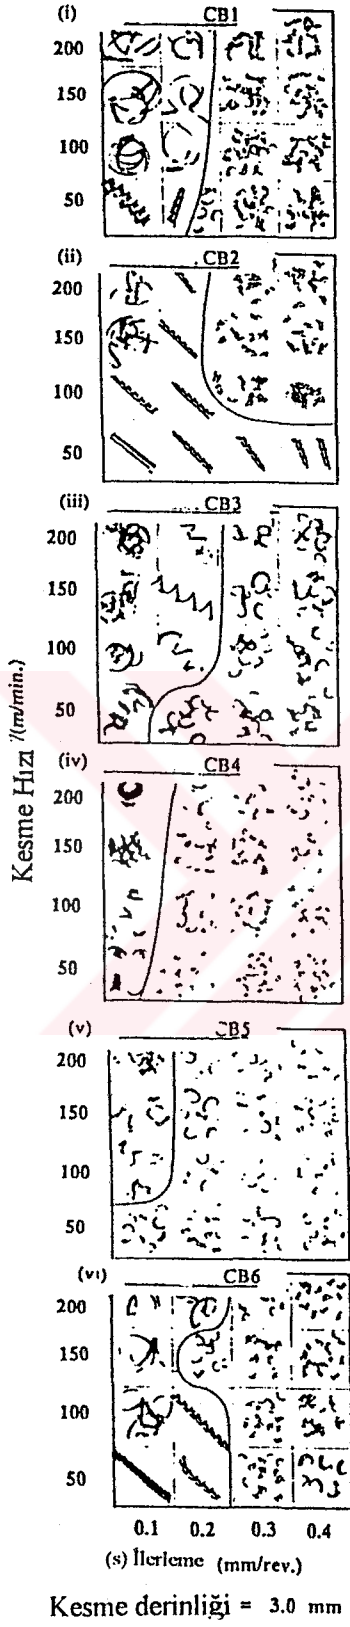 (i) CB1
200
150
100
50
(ii) CB2
200
150
100
50
(iii) CB3
200
150
100
50
(iv) CB4
200
150
100
50
(v) CB5
200
150
100
50
(vi) CB6
200
150
100
50
Kesme Hızı /(m/min.)
0.1 0.2 0.3 0.4
(s) İlerleme (mm/rev.)
Kesme derinliği = 3.0 mm